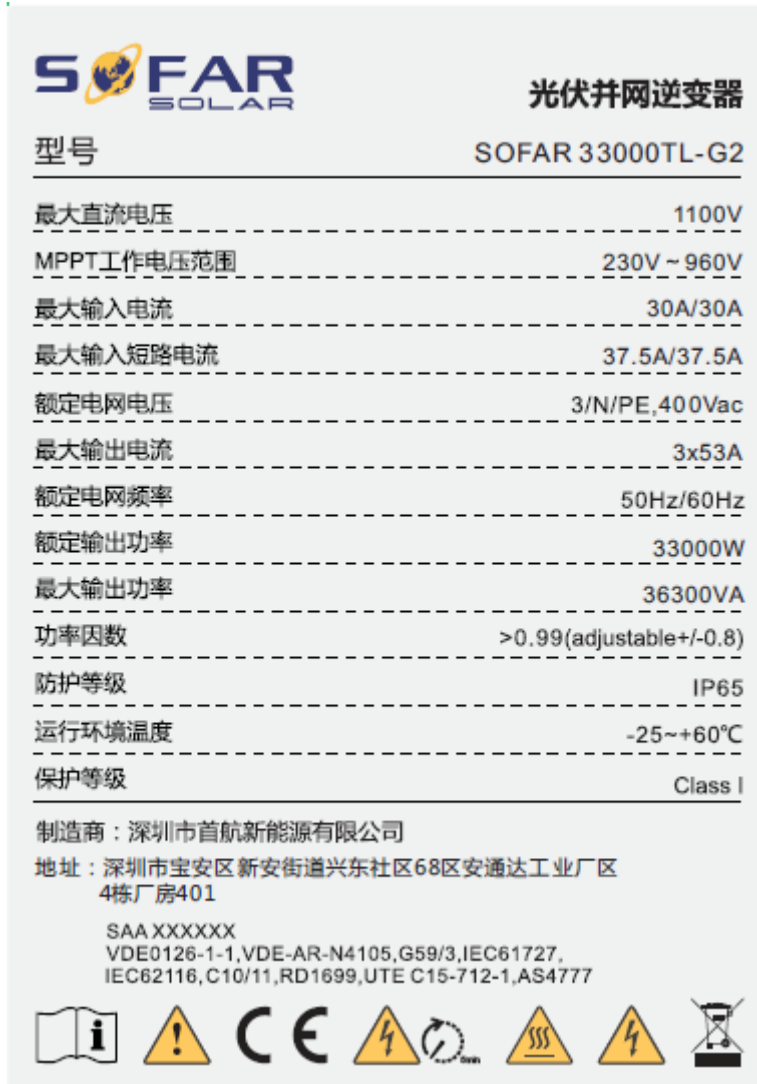 SOFAR
SOLAR
光伏并网逆变器
型号 SOFAR 33000TL-G2
最大直流电压 1100V
MPPT工作电压范围 230V~960V
最大输入电流 30A/30A
最大输入短路电流 37.5A/37.5A
额定电网电压 3/N/PE,400Vac
最大输出电流 3x53A
额定电网频率 50Hz/60Hz
额定输出功率 33000W
最大输出功率 36300VA
功率因数 >0.99(adjustable+/-0.8)
防护等级 IP65
运行环境温度 -25~+60℃
保护等级 Class I
制造商：深圳市首航新能源有限公司
地址：深圳市宝安区新安街道兴东社区68区安通达工业厂区
4栋厂房401
SAA XXXXXX
VDE0126-1-1,VDE-AR-N4105,G59/3,IEC61727,
IEC62116,C10/11,RD1699,UTE C15-712-1,AS4777
i ! CE